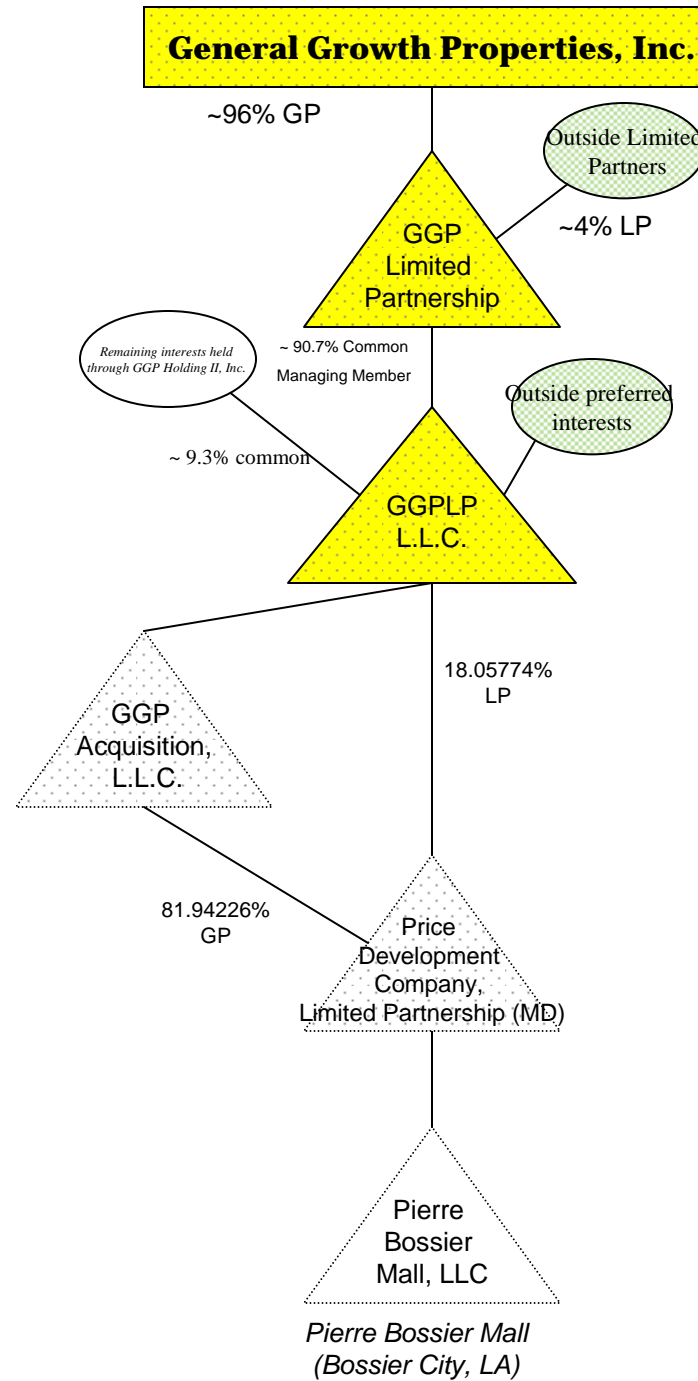 General Growth Properties, Inc.
~96% GP
Outside Limited
Partners
~4% LP
GGP
Limited
Partnership
Remaining interests held
through GGP Holding II, Inc.
~ 90.7% Common
Managing Member
Outside preferred
interests
~ 9.3% common
GGPLP
L.L.C.
18.05774%
LP
GGP
Acquisition,
L.L.C.
81.94226%
GP
Price
Development
Company,
Limited Partnership (MD)
Pierre
Bossier
Mall, LLC
Pierre Bossier Mall
(Bossier City, LA)